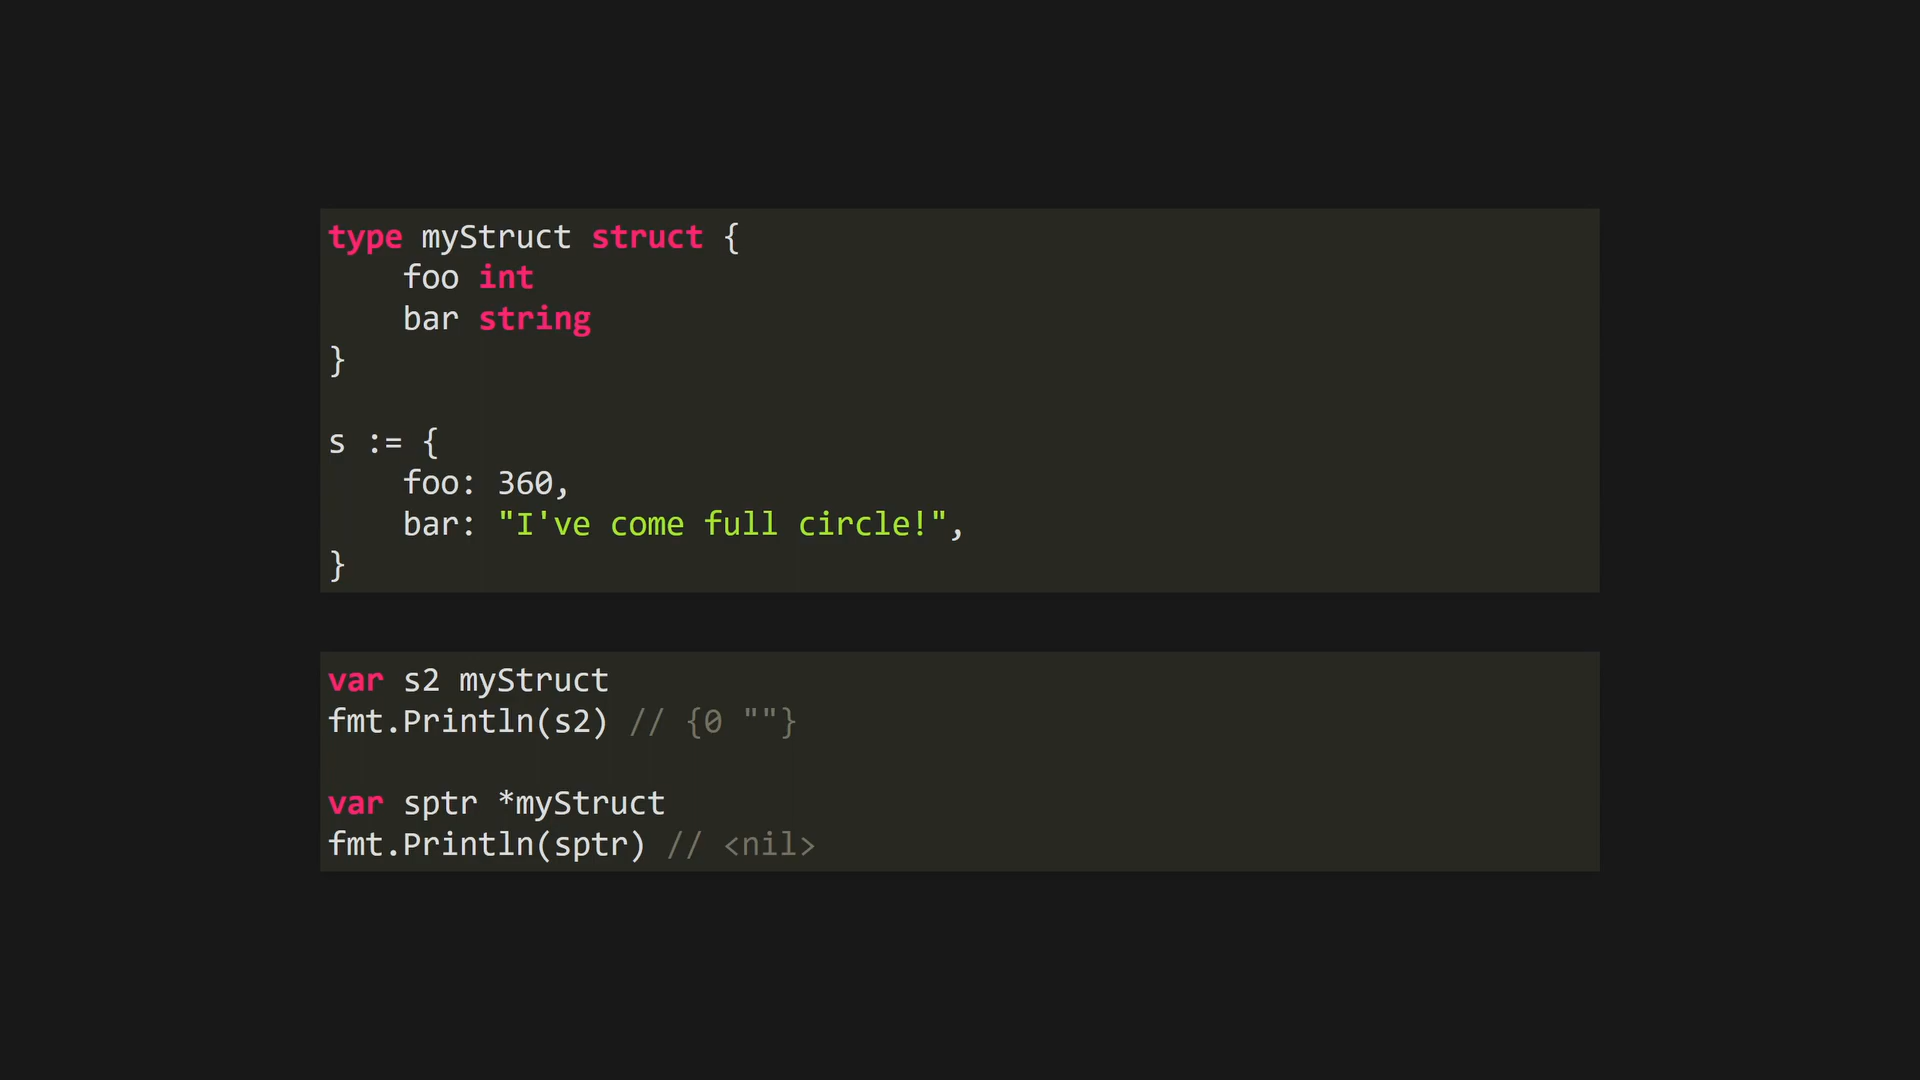 type myStruct struct {
    foo int
    bar string
}

s := {
    foo: 360,
    bar: "I've come full circle!",
}

var s2 myStruct
fmt.Println(s2) // {0 ""}

var sptr *myStruct
fmt.Println(sptr) // <nil>